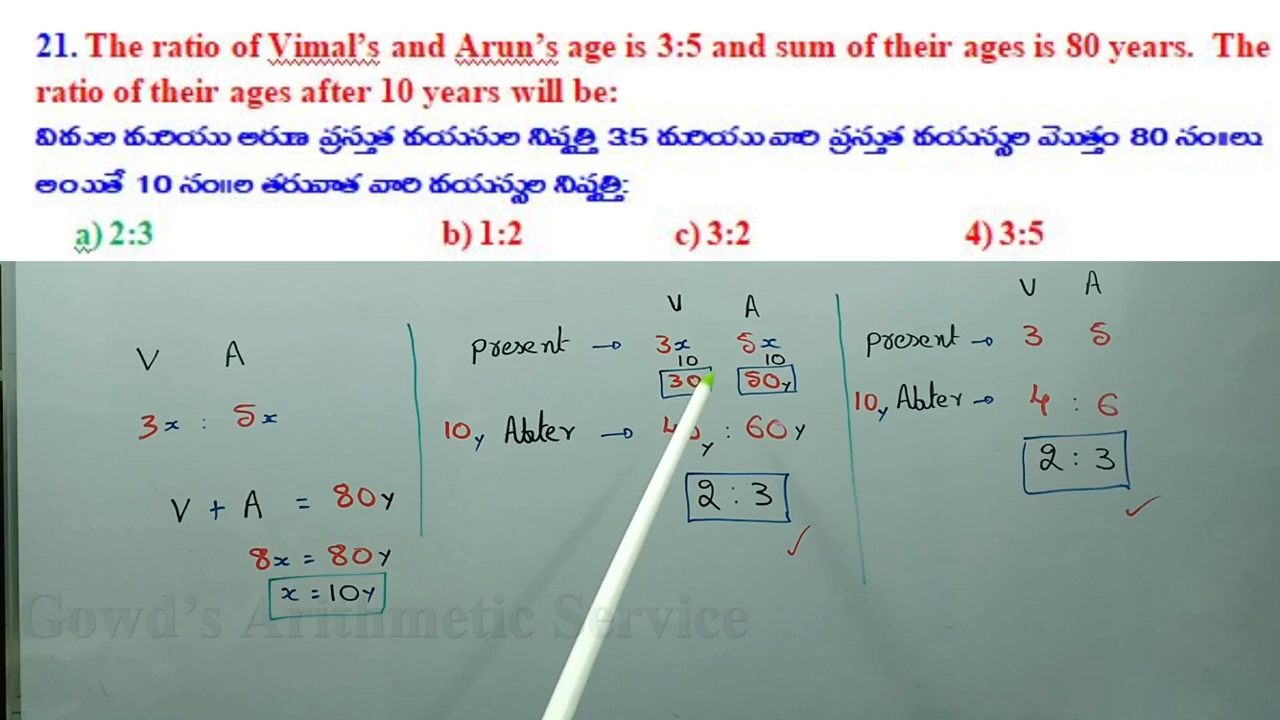 21. The ratio of Vimal's and Arun's age is 3:5 and sum of their ages is 80 years. The
ratio of their ages after 10 years will be:
విమల మరియు అరుణ ప్రస్తుత వయసుల నిష్పత్తి 3:5 మరియు వారి ప్రస్తుత వయస్సుల మొత్తం 80 సం॥లు
అయితే 10 సం॥ల తరువాత వారి వయస్సుల నిష్పత్తి:
a) 2:3 b) 1:2 c) 3:2 4) 3:5
V A
3x : 5x
V + A = 80y
8x = 80y
x = 10y
V A
present → 3x 5x
10 10
30 50y
10y After → y : 60y
2 : 3
V A
present → 3 5
10y After → 4 : 6
2 : 3
Gowd's Arithmetic Service